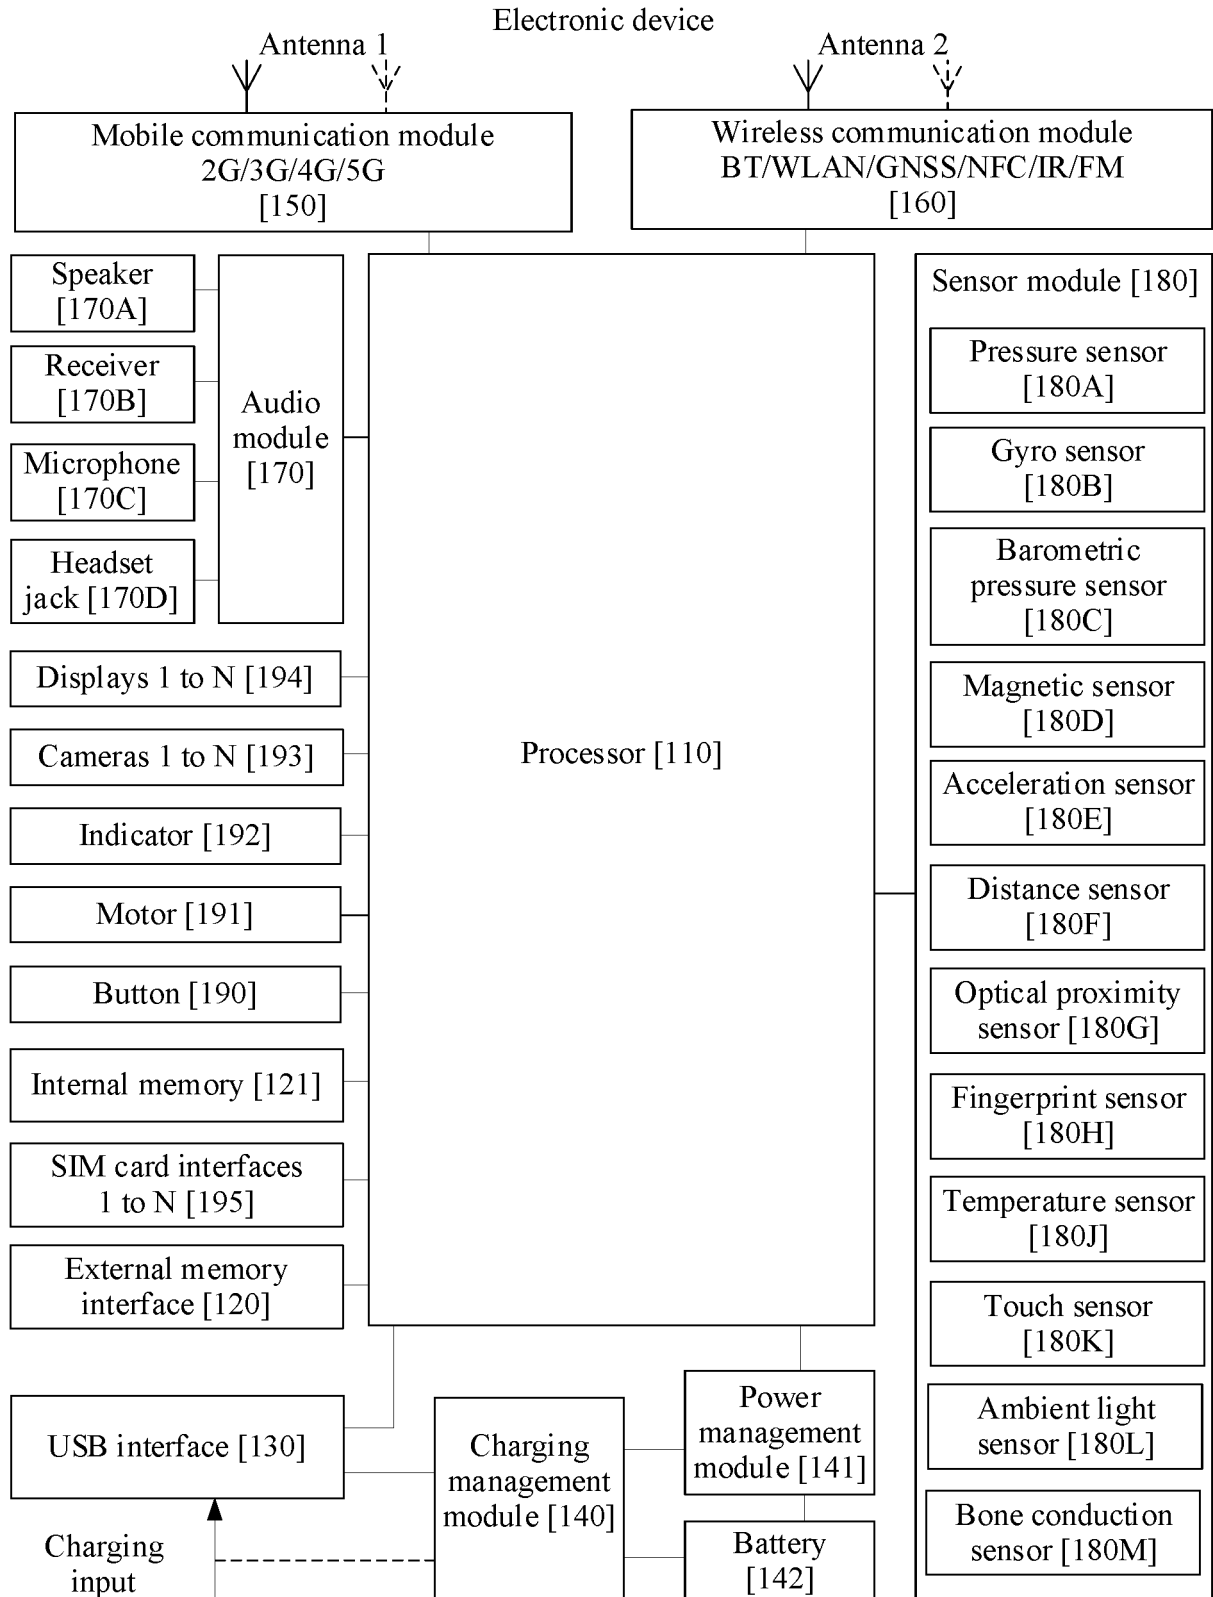 Electronic device
Antenna 1
Antenna 2
Mobile communication module
2G/3G/4G/5G
[150]
Wireless communication module
BT/WLAN/GNSS/NFC/IR/FM
[160]
Speaker
[170A]
Receiver
[170B]
Microphone
[170C]
Headset
jack [170D]
Audio
module
[170]
Displays 1 to N [194]
Cameras 1 to N [193]
Indicator [192]
Motor [191]
Button [190]
Internal memory [121]
SIM card interfaces
1 to N [195]
External memory
interface [120]
Processor [110]
Sensor module [180]
Pressure sensor
[180A]
Gyro sensor
[180B]
Barometric
pressure sensor
[180C]
Magnetic sensor
[180D]
Acceleration sensor
[180E]
Distance sensor
[180F]
Optical proximity
sensor [180G]
Fingerprint sensor
[180H]
Temperature sensor
[180J]
Touch sensor
[180K]
Ambient light
sensor [180L]
Bone conduction
sensor [180M]
USB interface [130]
Charging
management
module [140]
Power
management
module [141]
Battery
[142]
Charging
input